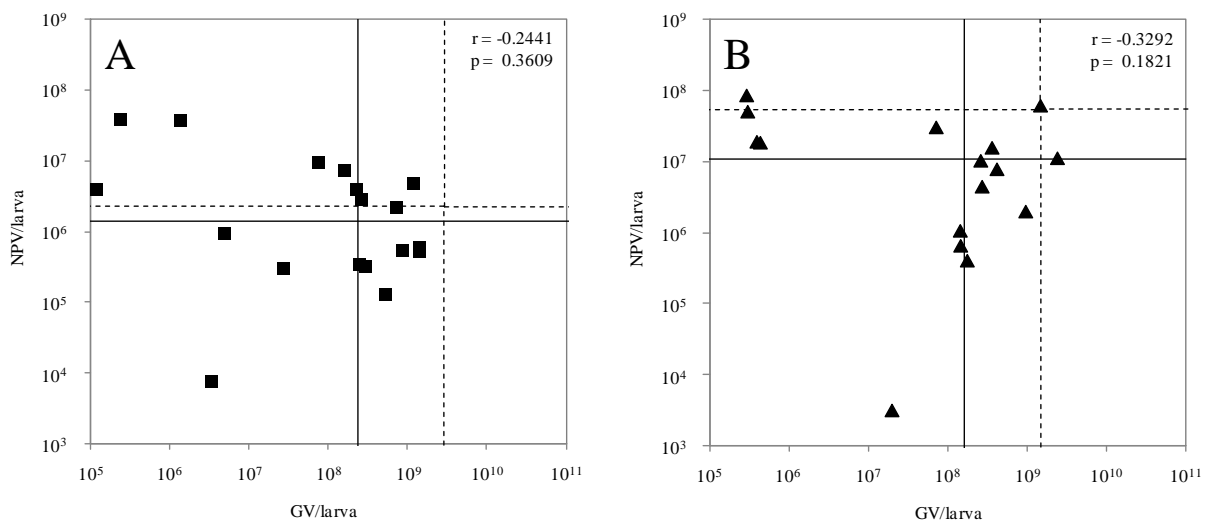 A
r = -0.2441
p = 0.3609
NPV/larva
10⁹
10⁸
10⁷
10⁶
10⁵
10⁴
10³
10⁵ 10⁶ 10⁷ 10⁸ 10⁹ 10¹⁰ 10¹¹
GV/larva
B
r = -0.3292
p = 0.1821
NPV/larva
10⁹
10⁸
10⁷
10⁶
10⁵
10⁴
10³
10⁵ 10⁶ 10⁷ 10⁸ 10⁹ 10¹⁰ 10¹¹
GV/larva